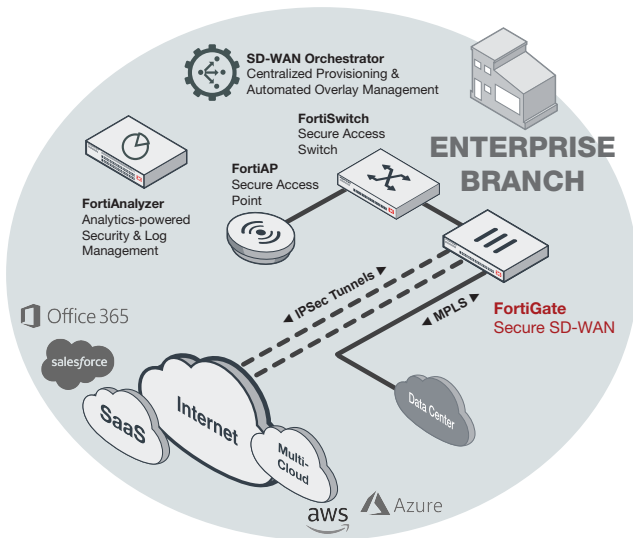 SD-WAN Orchestrator
Centralized Provisioning &
Automated Overlay Management
ENTERPRISE
BRANCH
FortiSwitch
Secure Access
Switch
FortiAP
Secure Access
Point
FortiAnalyzer
Analytics-powered
Security & Log
Management
IPSec Tunnels
MPLS
FortiGate
Secure SD-WAN
Office 365
salesforce
SaaS
Internet
Multi-
Cloud
Data Center
aws
Azure